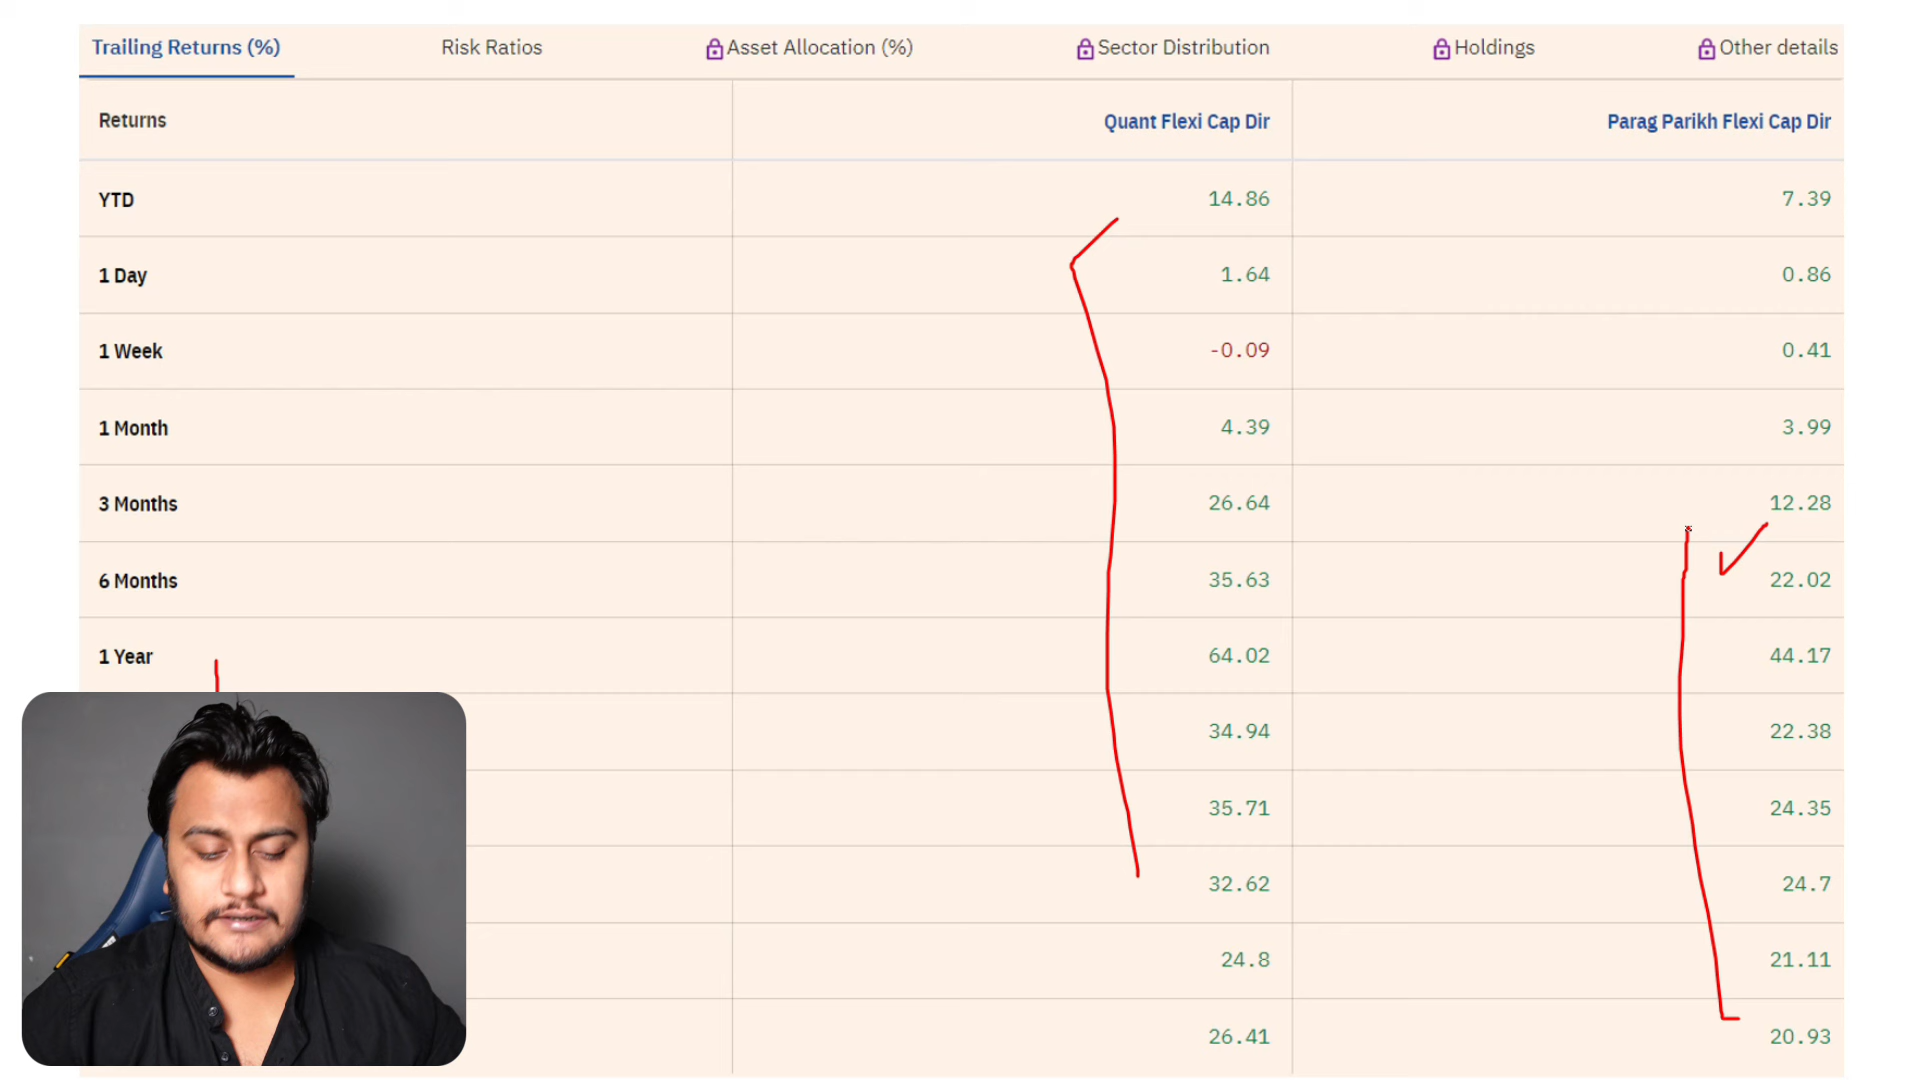 Trailing Returns (%) Risk Ratios Asset Allocation (%) Sector Distribution Holdings Other details
Returns Quant Flexi Cap Dir Parag Parikh Flexi Cap Dir
YTD 14.86 7.39
1 Day 1.64 0.86
1 Week -0.09 0.41
1 Month 4.39 3.99
3 Months 26.64 12.28
6 Months 35.63 22.02
1 Year 64.02 44.17
34.94 22.38
35.71 24.35
32.62 24.7
24.8 21.11
26.41 20.93